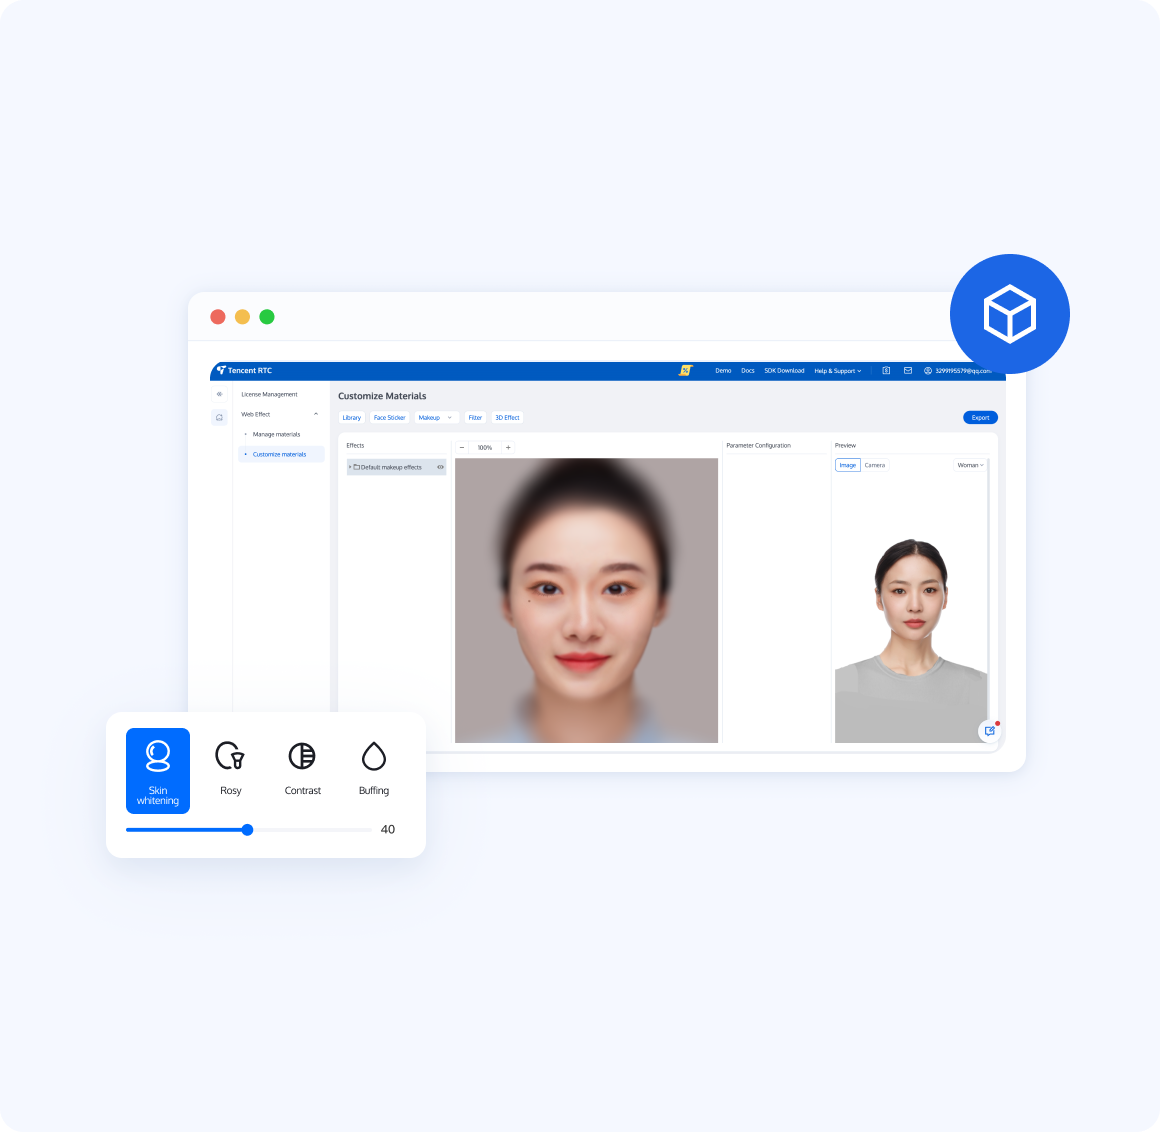 Tencent RTC
Demo
Docs
SDK Download
Help & Support
3299195579@qq.com
License Management
Web Effect
Manage materials
Customize materials
Customize Materials
Library
Face Sticker
Makeup
Filter
3D Effect
Export
Effects
100%
Parameter Configuration
Preview
Default makeup effects
Image
Camera
Woman
Skin
whitening
Rosy
Contrast
Buffing
40